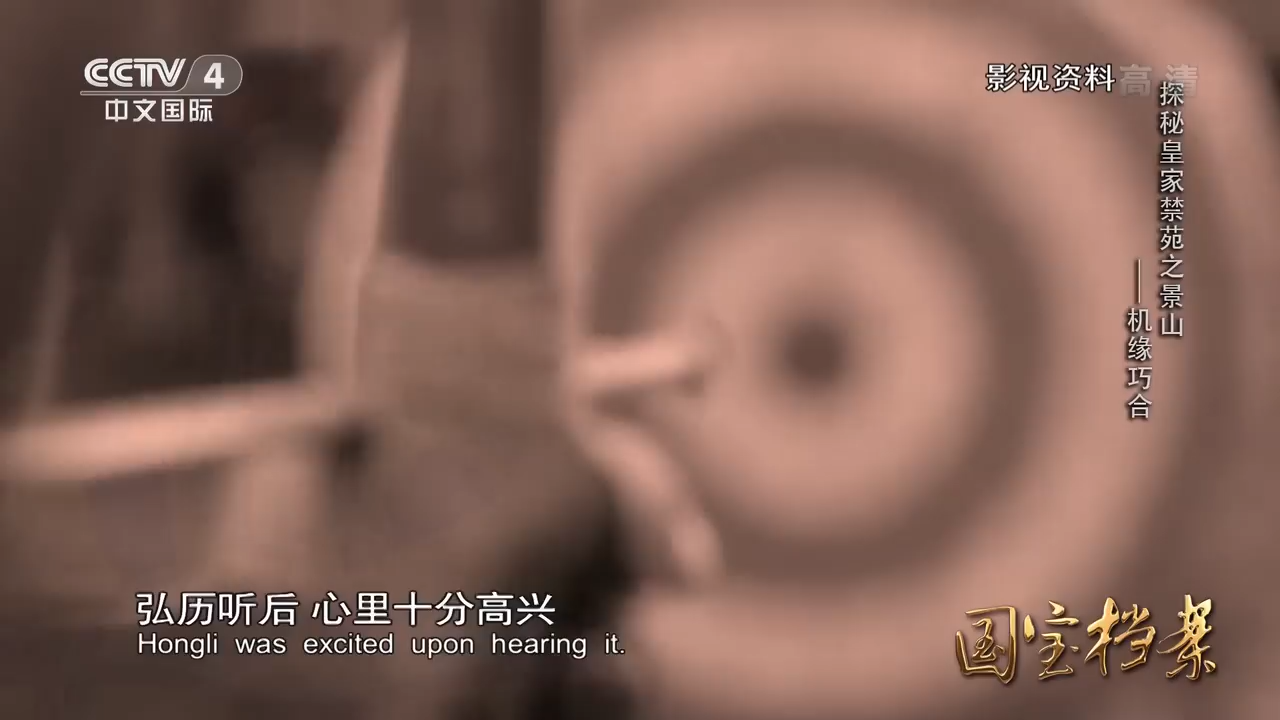 CCTV 4
中文国际
影视资料
高清
探秘皇家禁苑之景山
——机缘巧合
弘历听后 心里十分高兴
Hongli was excited upon hearing it.
国宝档案